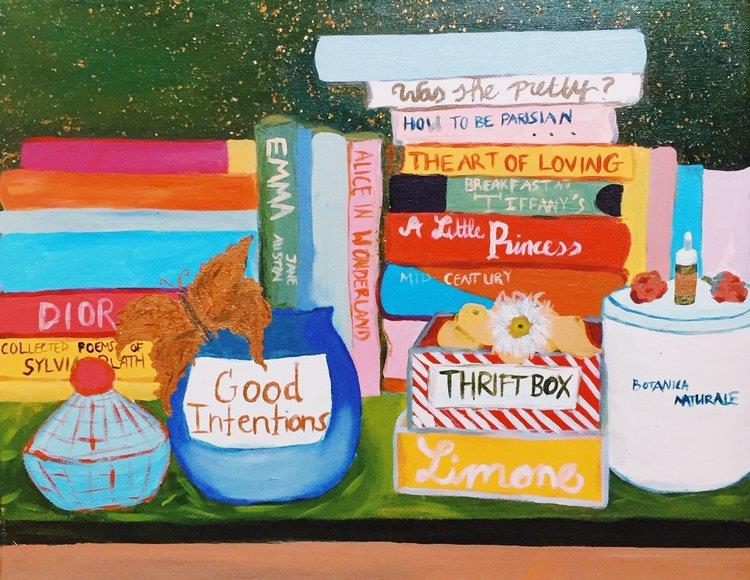 Was she Pretty?
HOW TO BE PARISIAN
THE ART OF LOVING
BREAKFAST AT
TIFFANY'S
A Little Princess
MID CENTURY
EMMA
JANE
AUSTON
ALICE IN WONDERLAND
DIOR
COLLECTED POEMS OF
SYLVIA PLATH
Good
Intentions
THRIFT BOX
Limone
BOTANICA
NATURALE